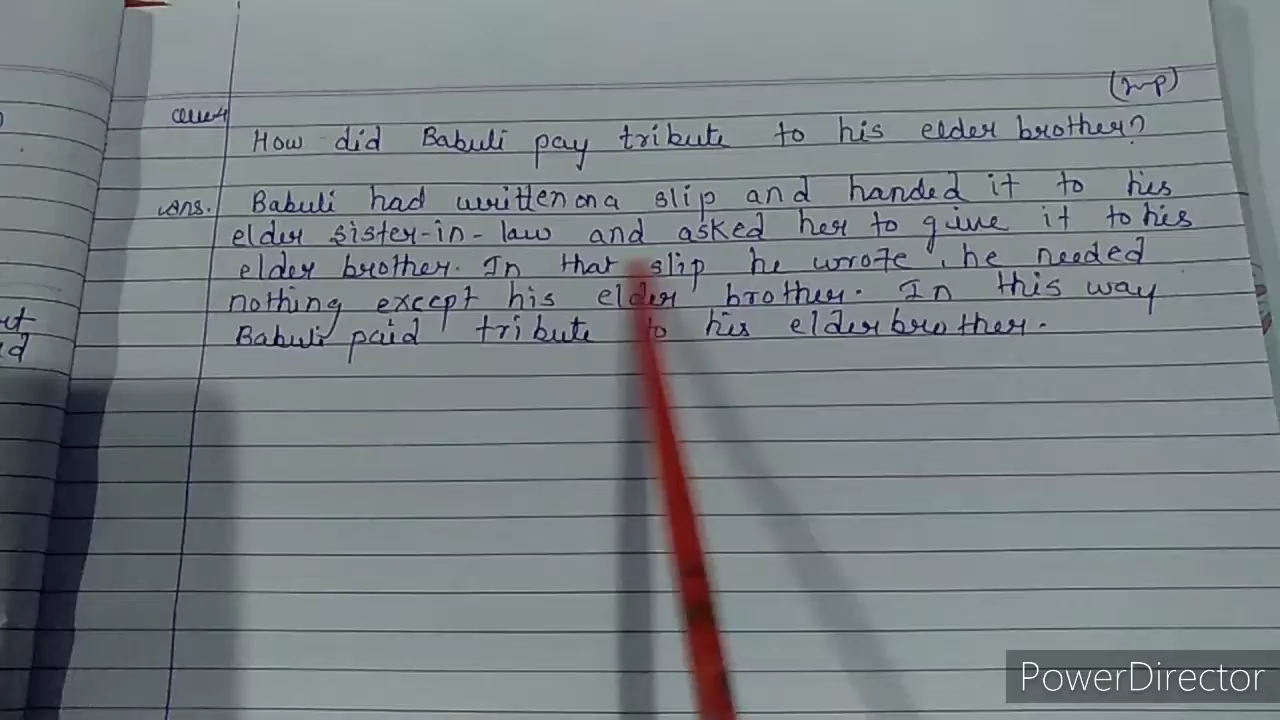 (Imp)
Ques
How did Babuli pay tribute to his elder brother?
Ans. Babuli had written on a slip and handed it to his
elder sister-in-law and asked her to give it to his
elder brother. In that slip he wrote, he needed
nothing except his elder brother. In this way
Babuli paid tribute to his elder brother.
PowerDirector